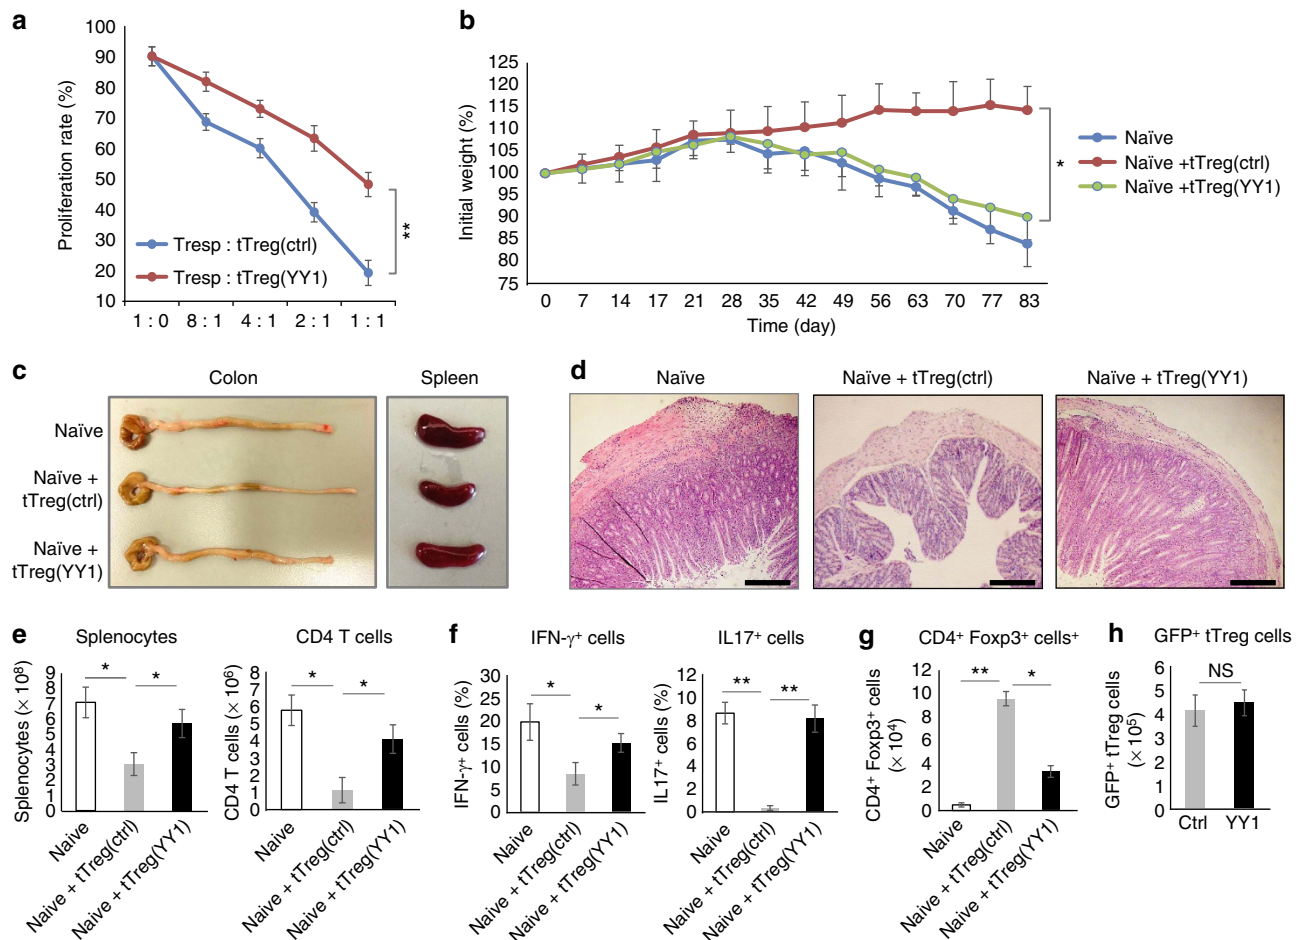 a
100
90
80
70
60
50
40
30
20
10
Proliferation rate (%)
Tresp : tTreg(ctrl)
Tresp : tTreg(YY1)
**
1 : 0 8 : 1 4 : 1 2 : 1 1 : 1
b
125
120
115
110
105
100
95
90
85
80
75
Initial weight (%)
0 7 14 17 21 28 35 42 49 56 63 70 77 83
Time (day)
*
Naïve
Naïve +tTreg(ctrl)
Naïve +tTreg(YY1)
c
Colon Spleen
Naïve
Naïve +
tTreg(ctrl)
Naïve +
tTreg(YY1)
d
Naïve Naïve + tTreg(ctrl) Naïve + tTreg(YY1)
e
Splenocytes
Splenocytes (× 10⁸)
9
8
7
6
5
4
3
2
1
0
* *
Naive
Naive + tTreg(ctrl)
Naive + tTreg(YY1)
CD4 T cells
CD4 T cells (× 10⁶)
8
7
6
5
4
3
2
1
0
* *
Naive
Naive + tTreg(ctrl)
Naive + tTreg(YY1)
f
IFN-γ⁺ cells
IFN-γ⁺ cells (%)
30
25
20
15
10
5
0
* *
Naive
Naive + tTreg(ctrl)
Naive + tTreg(YY1)
IL17⁺ cells
IL17⁺ cells (%)
12
10
8
6
4
2
0
** **
Naive
Naive + tTreg(ctrl)
Naive + tTreg(YY1)
g
CD4⁺ Foxp3⁺ cells⁺
CD4⁺ Foxp3⁺ cells
(× 10⁴)
12
10
8
6
4
2
0
** *
Naive
Naive + tTreg(ctrl)
Naive + tTreg(YY1)
h
GFP⁺ tTreg cells
GFP⁺ tTreg cells
(× 10⁵)
6
5
4
3
2
1
0
NS
Ctrl YY1